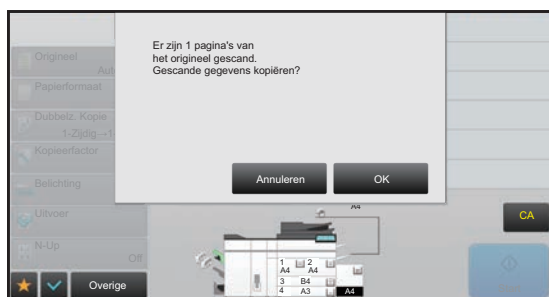 Er zijn 1 pagina's van
het origineel gescand.
Gescande gegevens kopiëren?
Annuleren
OK
Origineel
Aut
Papierformaat
Dubbelz. Kopie
1-Zijdig→1
Kopieerfactor
Belichting
Uitvoer
N-Up
Off
Overige
A4
CA
1 2
A4 A4
3 B4
4 A3 A4